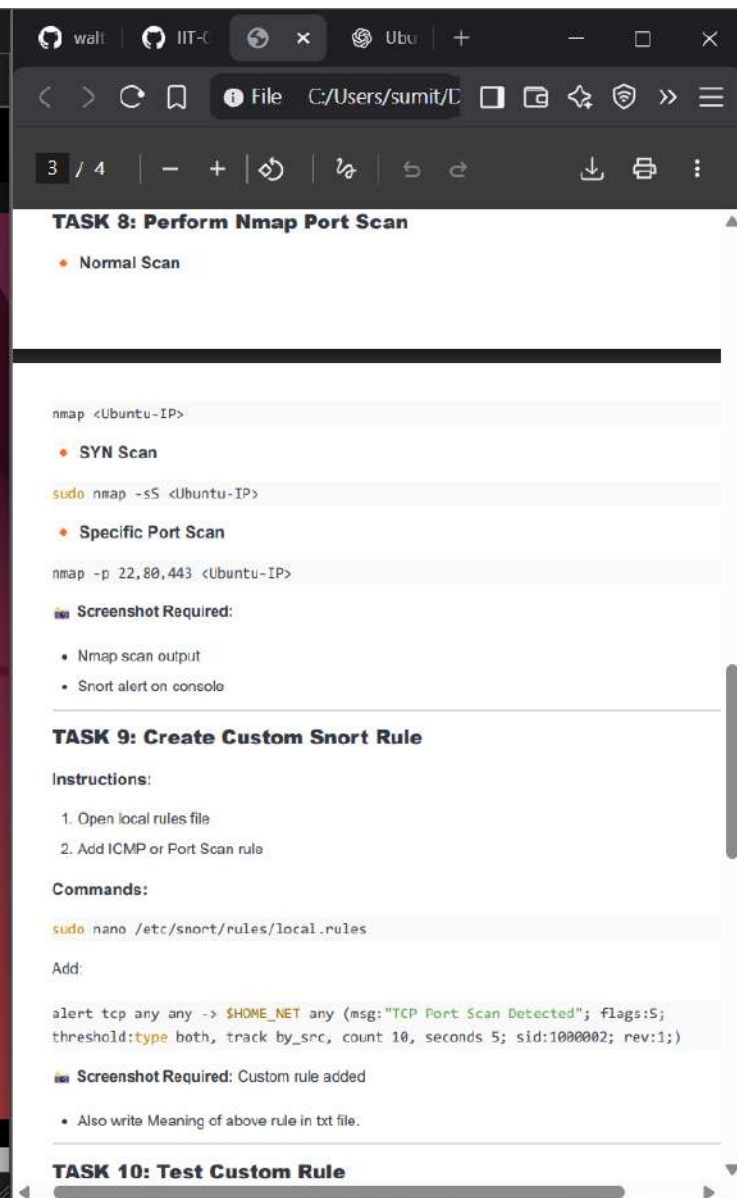 walt
IIT-C
Ubu
File C:/Users/sumit/D
3 / 4
TASK 8: Perform Nmap Port Scan
Normal Scan
nmap <Ubuntu-IP>
SYN Scan
sudo nmap -sS <Ubuntu-IP>
Specific Port Scan
nmap -p 22,80,443 <Ubuntu-IP>
Screenshot Required:
• Nmap scan output
• Snort alert on console
TASK 9: Create Custom Snort Rule
Instructions:
1. Open local rules file
2. Add ICMP or Port Scan rule
Commands:
sudo nano /etc/snort/rules/local.rules
Add:
alert tcp any any -> $HOME_NET any (msg:"TCP Port Scan Detected"; flags:S;
threshold:type both, track by_src, count 10, seconds 5; sid:1000002; rev:1;)
Screenshot Required: Custom rule added
• Also write Meaning of above rule in txt file.
TASK 10: Test Custom Rule